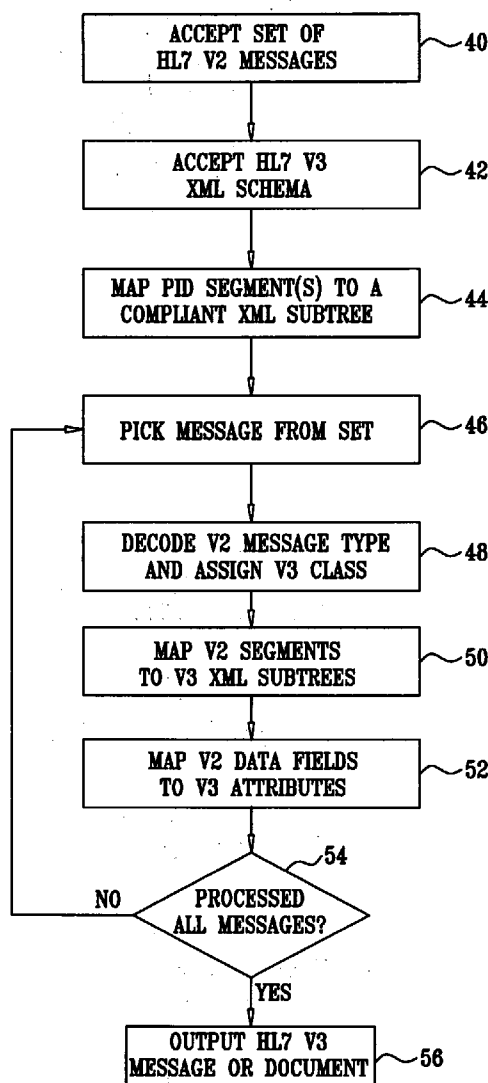 ACCEPT SET OF
HL7 V2 MESSAGES
40
ACCEPT HL7 V3
XML SCHEMA
42
MAP PID SEGMENT(S) TO A
COMPLIANT XML SUBTREE
44
PICK MESSAGE FROM SET
46
DECODE V2 MESSAGE TYPE
AND ASSIGN V3 CLASS
48
MAP V2 SEGMENTS
TO V3 XML SUBTREES
50
MAP V2 DATA FIELDS
TO V3 ATTRIBUTES
52
54
NO
PROCESSED
ALL MESSAGES?
YES
OUTPUT HL7 V3
MESSAGE OR DOCUMENT
56